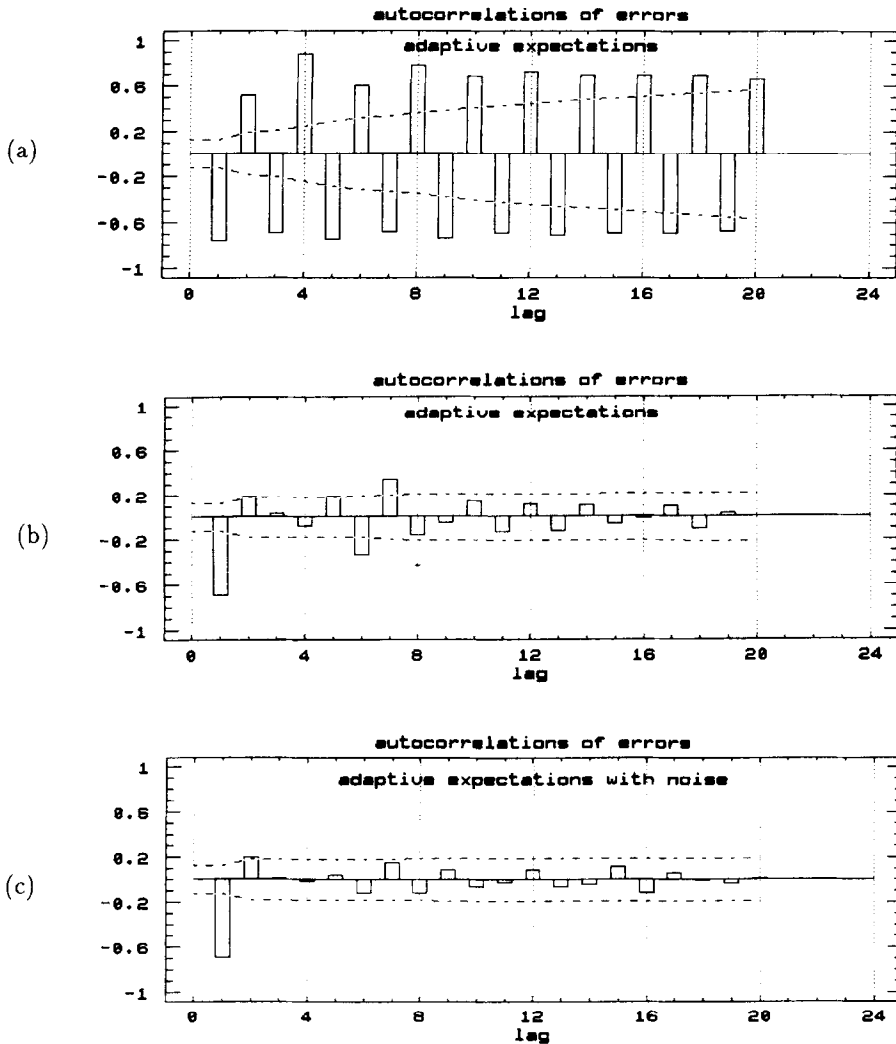 autocorrelations of errors
adaptive expectations
(a)
1
0.6
0.2
-0.2
-0.6
-1
0 4 8 12 16 20 24
lag
autocorrelations of errors
adaptive expectations
(b)
1
0.6
0.2
-0.2
-0.6
-1
0 4 8 12 16 20 24
lag
autocorrelations of errors
adaptive expectations with noise
(c)
1
0.6
0.2
-0.2
-0.6
-1
0 4 8 12 16 20 24
lag